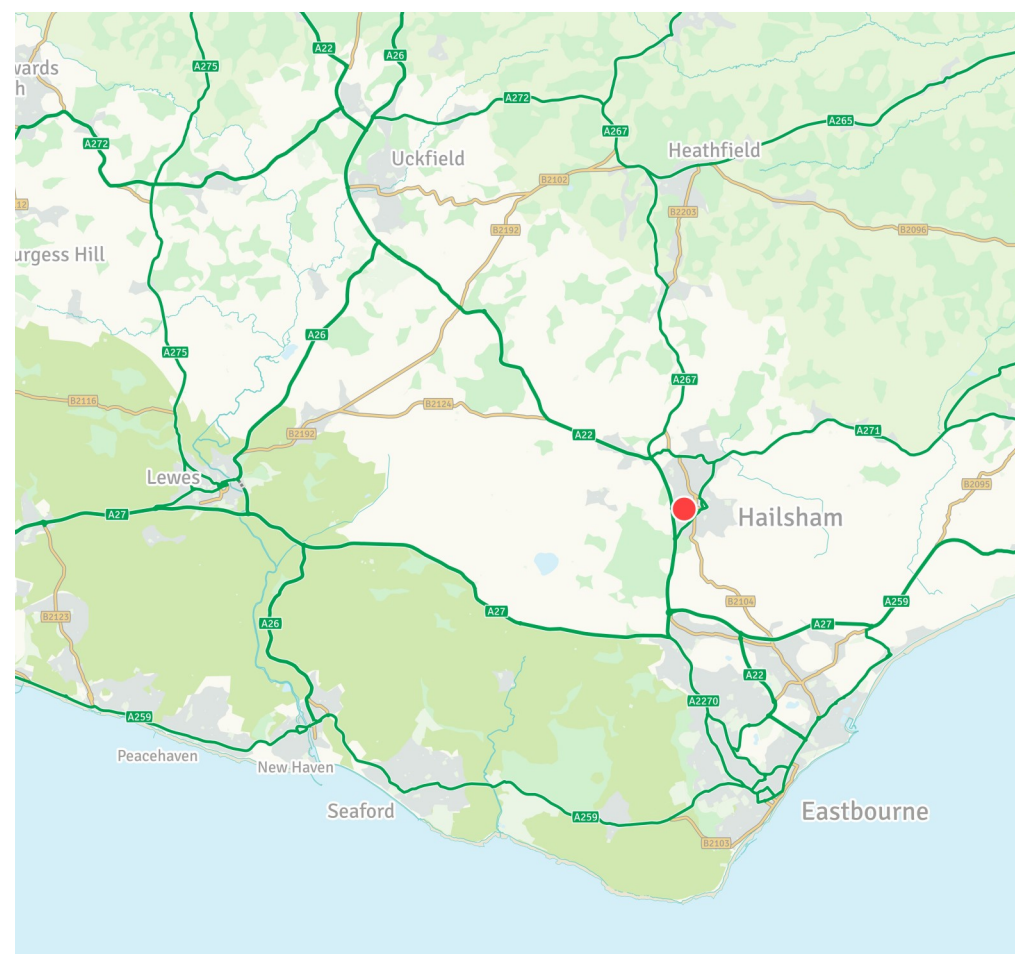 A22
A26
A275
wards
h
A272
A265
A267
A272
Uckfield
Heathfield
B2102
12
B2203
B2192
B2096
urgess Hill
A26
A275
A267
B2116
B2124
B2192
A22
A271
Lewes
B2095
A27
Hailsham
B2104
A259
A27
B2123
A26
A27
A22
A2270
A259
Peacehaven
New Haven
Seaford
A259
Eastbourne
B2103